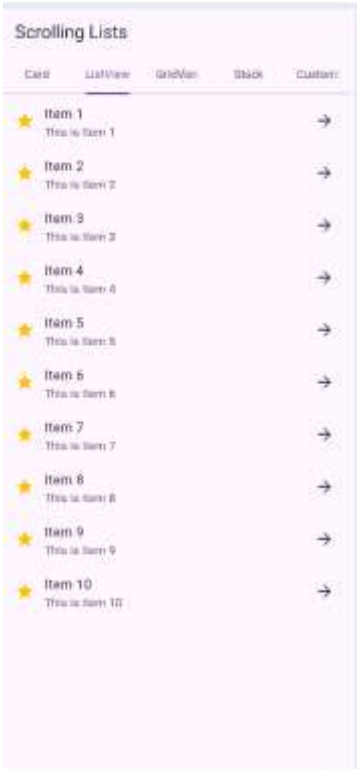 Scrolling Lists
Card ListView GridView Stack Custom
Item 1
This is Item 1
Item 2
This is Item 2
Item 3
This is Item 3
Item 4
This is Item 4
Item 5
This is Item 5
Item 6
This is Item 6
Item 7
This is Item 7
Item 8
This is Item 8
Item 9
This is Item 9
Item 10
This is Item 10